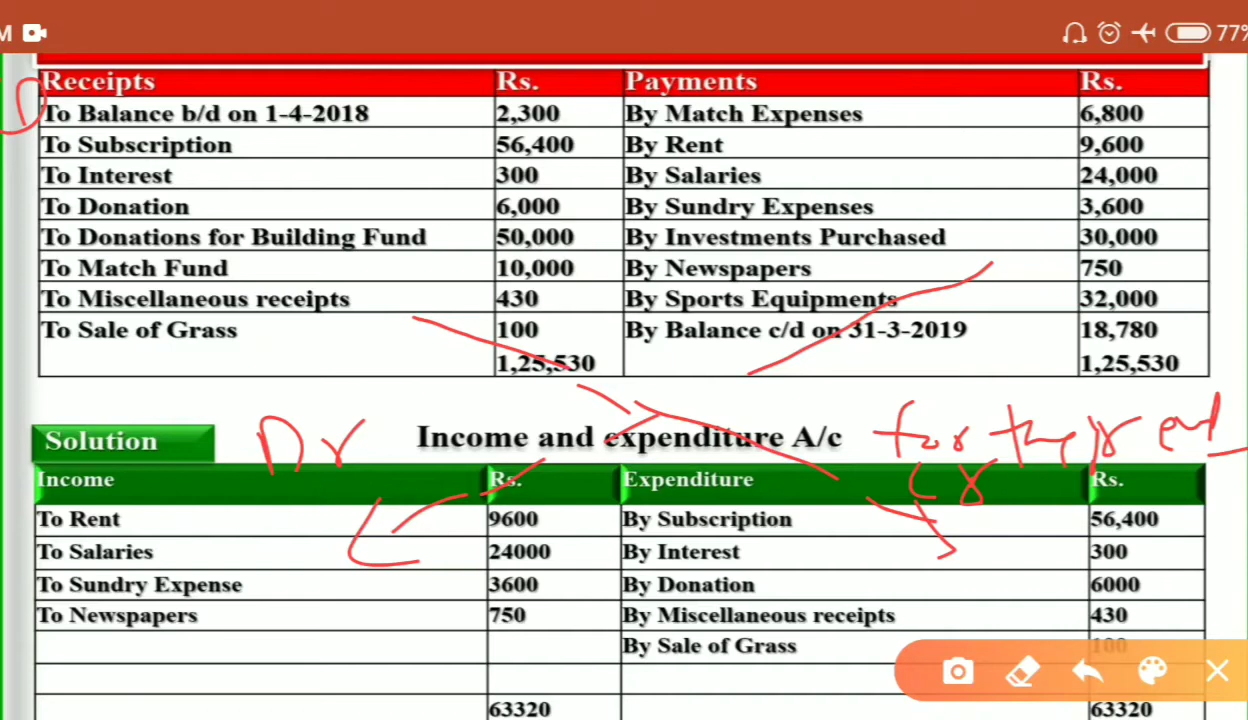 M 77%
Receipts Rs. Payments Rs.
To Balance b/d on 1-4-2018 2,300 By Match Expenses 6,800
To Subscription 56,400 By Rent 9,600
To Interest 300 By Salaries 24,000
To Donation 6,000 By Sundry Expenses 3,600
To Donations for Building Fund 50,000 By Investments Purchased 30,000
To Match Fund 10,000 By Newspapers 750
To Miscellaneous receipts 430 By Sports Equipments 32,000
To Sale of Grass 100 By Balance c/d on 31-3-2019 18,780
1,25,530 1,25,530
Solution Dr Income and expenditure A/c for the yr end
Income Rs. Expenditure Cr Rs.
To Rent 9600 By Subscription 56,400
To Salaries 24000 By Interest 300
To Sundry Expense 3600 By Donation 6000
To Newspapers 750 By Miscellaneous receipts 430
By Sale of Grass 100
63320 63320